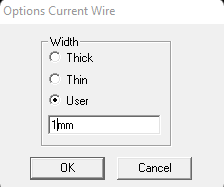 Options Current Wire
Width
Thick
Thin
User
1mm
OK
Cancel